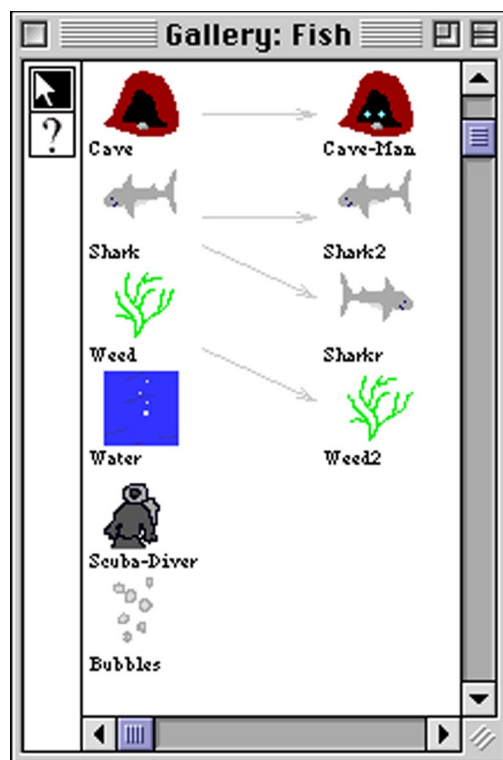 Gallery: Fish
?
Cave
Cave-Man
Shark
Shark2
Weed
Sharkr
Water
Weed2
Scuba-Diver
Bubbles